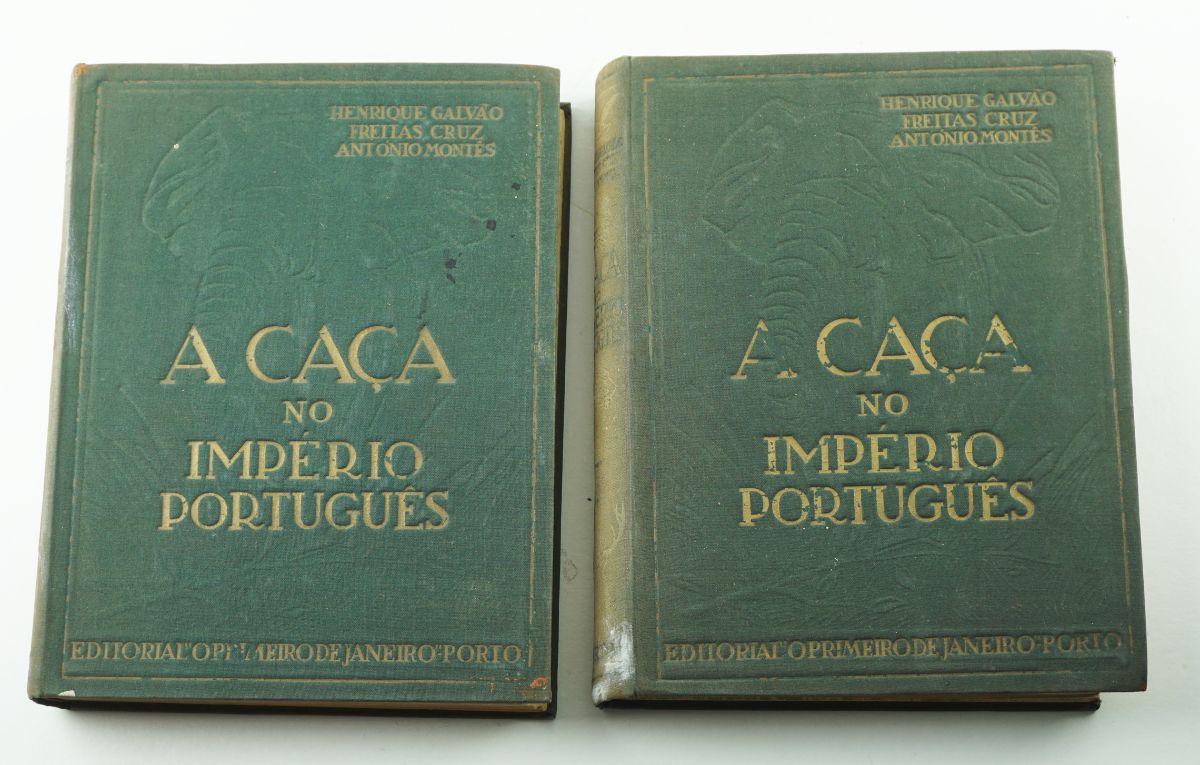 HENRIQUE GALVÃO
FREITAS CRUZ
ANTÓNIO MONTÊS
A CAÇA
NO
IMPÉRIO
PORTUGUÊS
EDITORIAL "O PRIMEIRO DE JANEIRO"-PORTO
HENRIQUE GALVÃO
FREITAS CRUZ
ANTÓNIO MONTÊS
A CAÇA
NO
IMPÉRIO
PORTUGUÊS
EDITORIAL "O PRIMEIRO DE JANEIRO"-PORTO